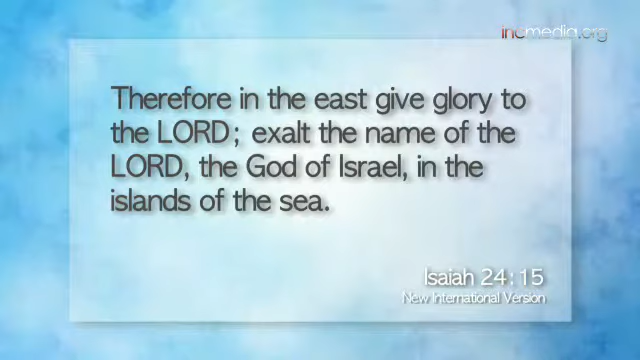 incmedia.org
Therefore in the east give glory to
the LORD; exalt the name of the
LORD, the God of Israel, in the
islands of the sea.
Isaiah 24:15
New International Version